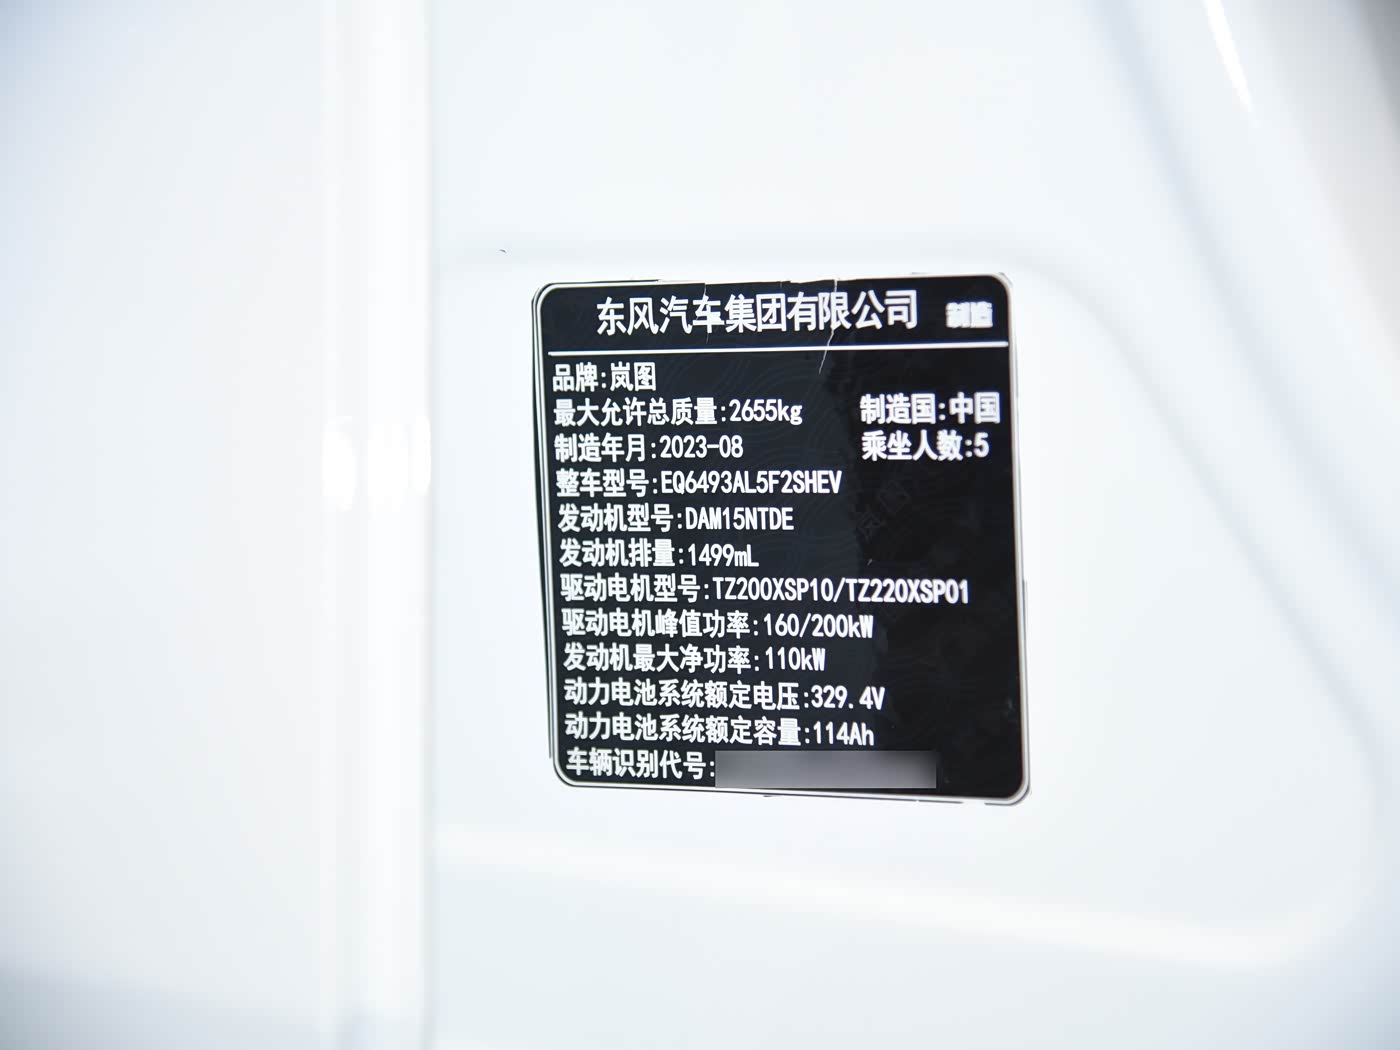 东风汽车集团有限公司 制造
品牌:岚图
最大允许总质量:2655kg 制造国:中国
制造年月:2023-08 乘坐人数:5
整车型号:EQ6493AL5F2SHEV
发动机型号:DAM15NTDE
发动机排量:1499mL
驱动电机型号:TZ200XSP10/TZ220XSP01
驱动电机峰值功率:160/200kW
发动机最大净功率:110kW
动力电池系统额定电压:329.4V
动力电池系统额定容量:114Ah
车辆识别代号: